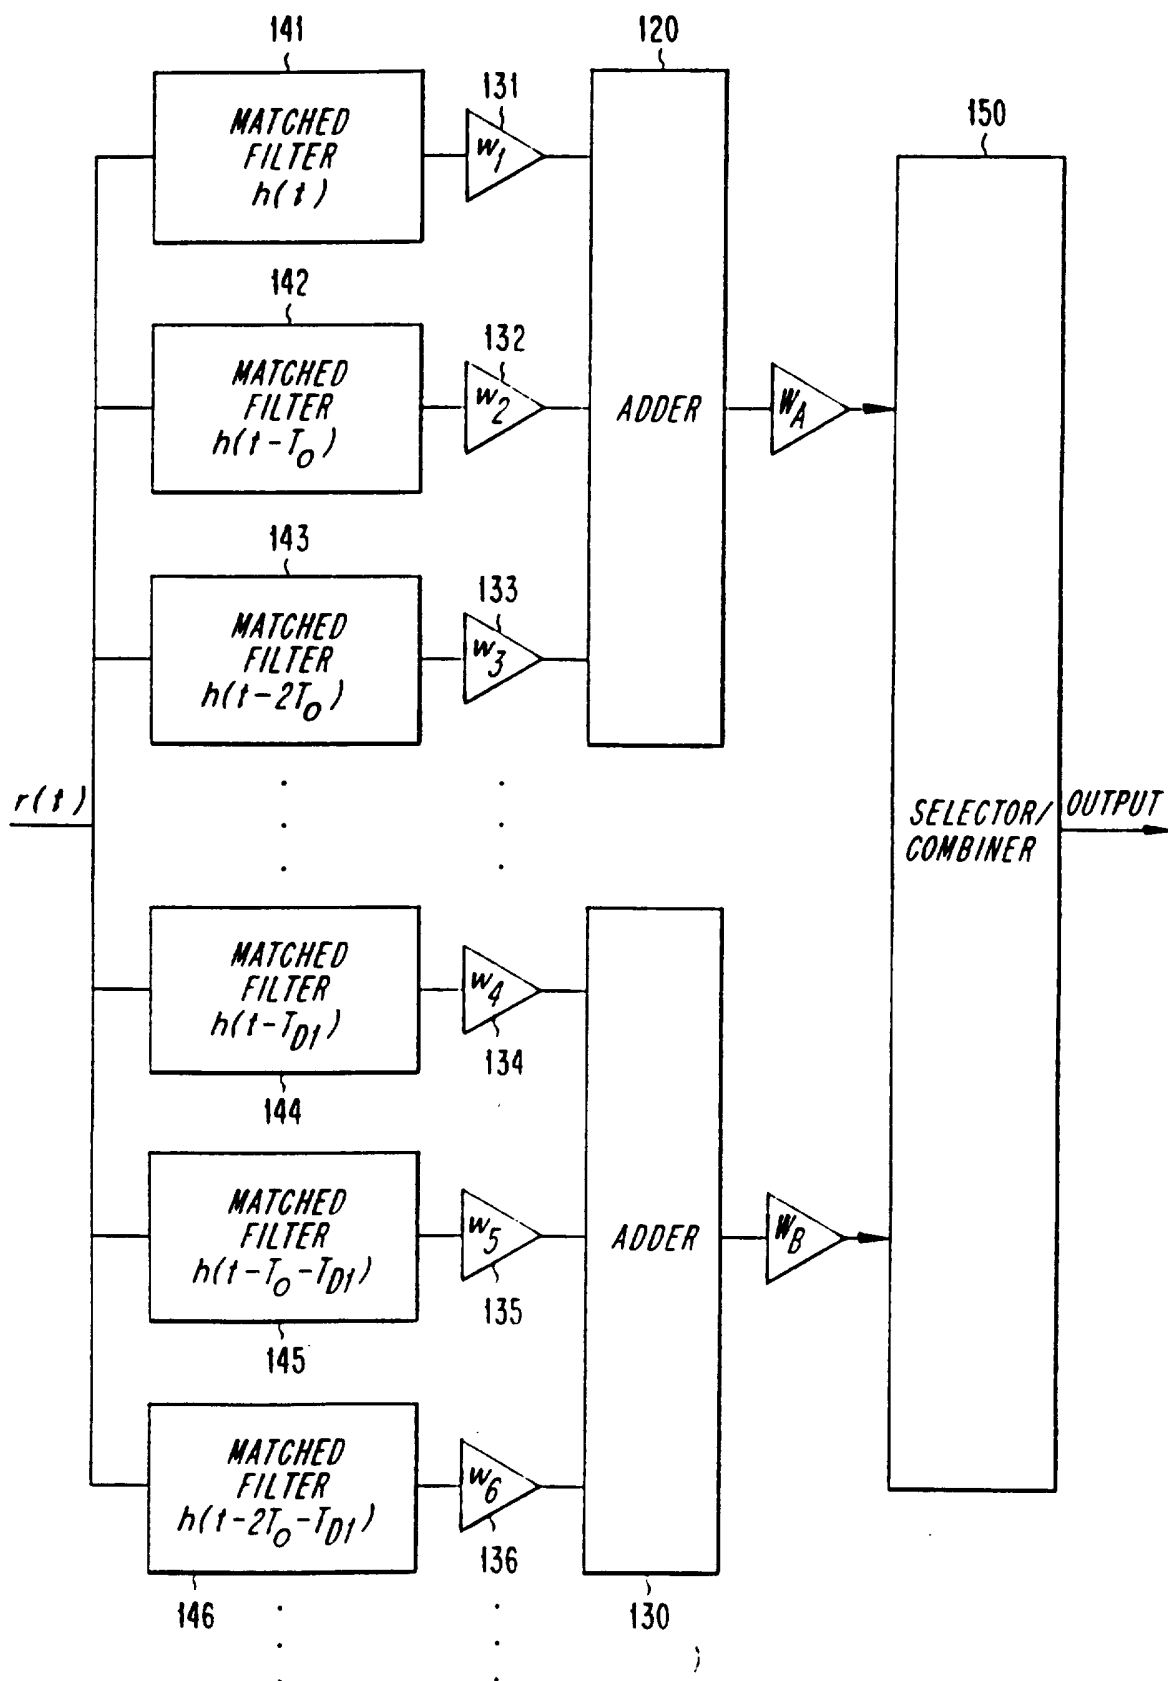 141
120
MATCHED
FILTER
h(t)
131
w1
150
142
MATCHED
FILTER
h(t-To)
132
w2
ADDER
WA
143
MATCHED
FILTER
h(t-2To)
133
w3
r(t)
SELECTOR/
COMBINER
OUTPUT
MATCHED
FILTER
h(t-TD1)
144
w4
134
MATCHED
FILTER
h(t-To-TD1)
145
w5
135
ADDER
WB
MATCHED
FILTER
h(t-2To-TD1)
146
w6
136
130